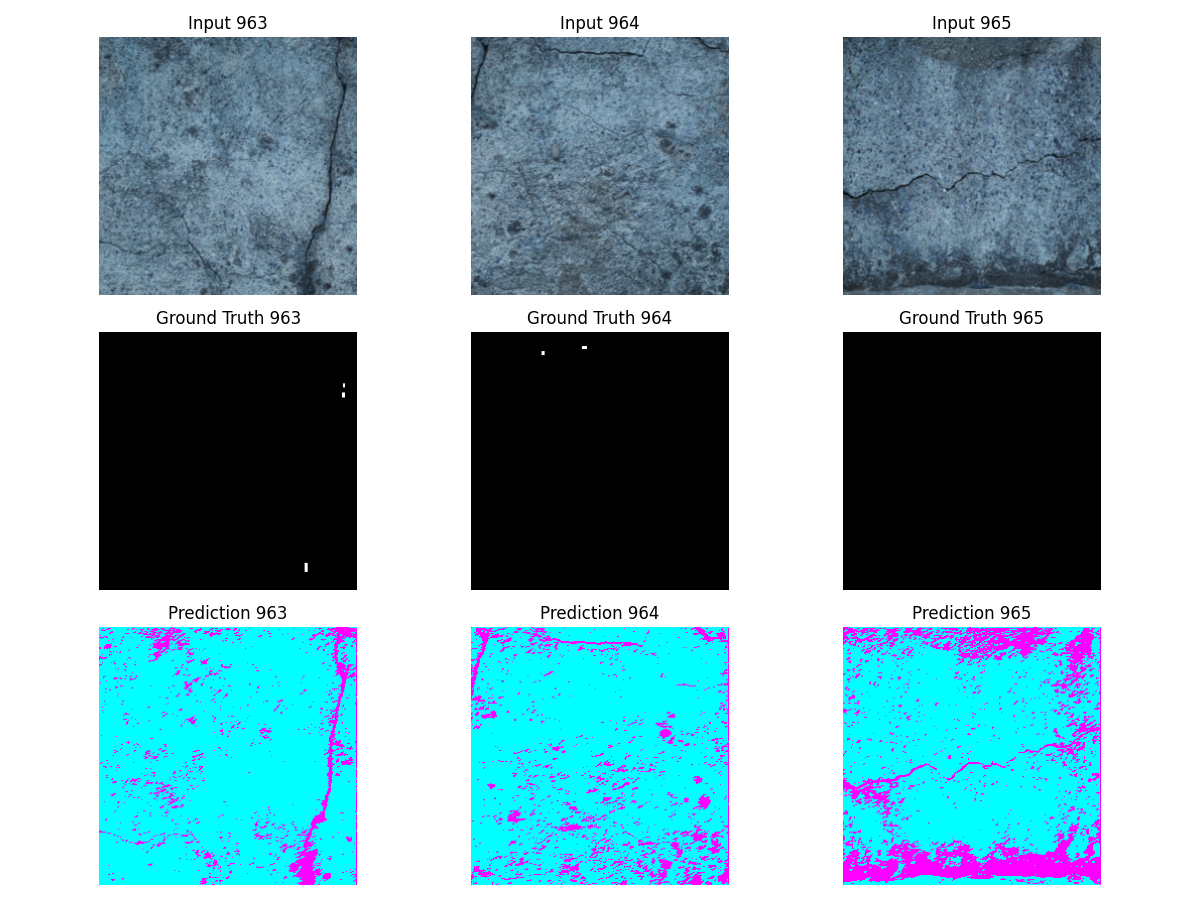 Input 963
Input 964
Input 965
Ground Truth 963
Ground Truth 964
Ground Truth 965
Prediction 963
Prediction 964
Prediction 965